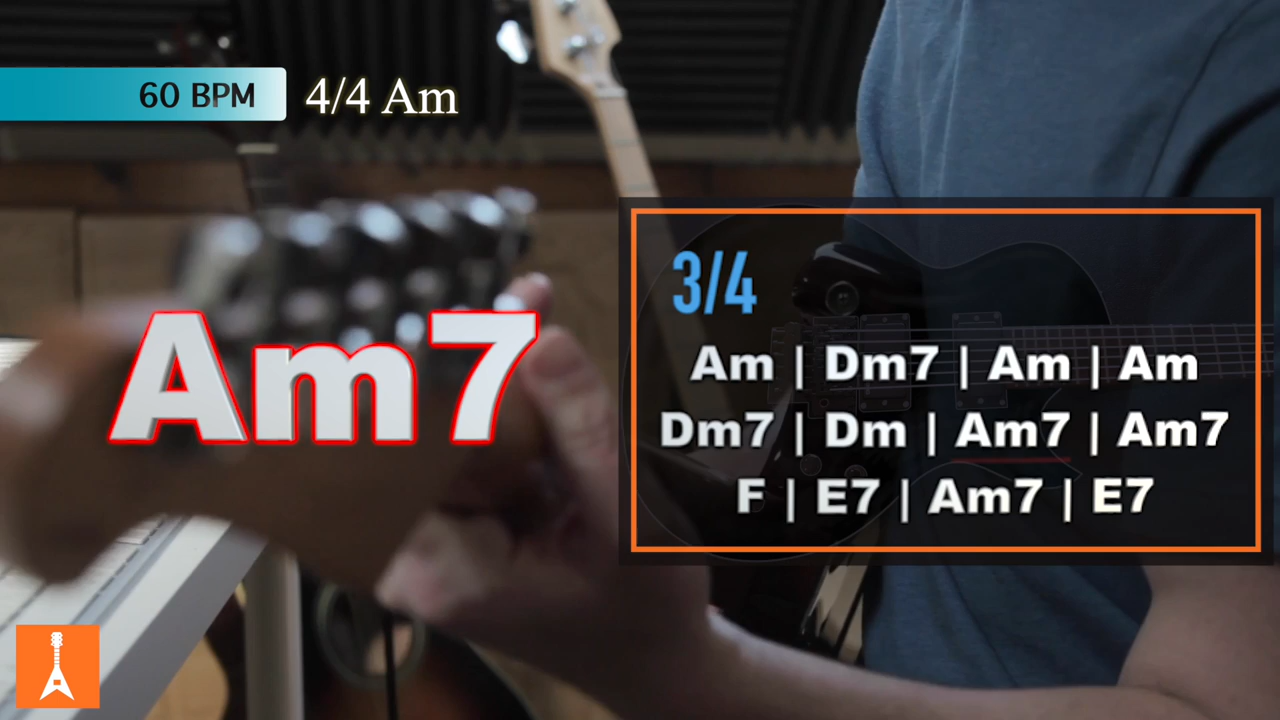 60 BPM 4/4 Am
Am7
3/4
Am | Dm7 | Am | Am
Dm7 | Dm | Am7 | Am7
F | E7 | Am7 | E7